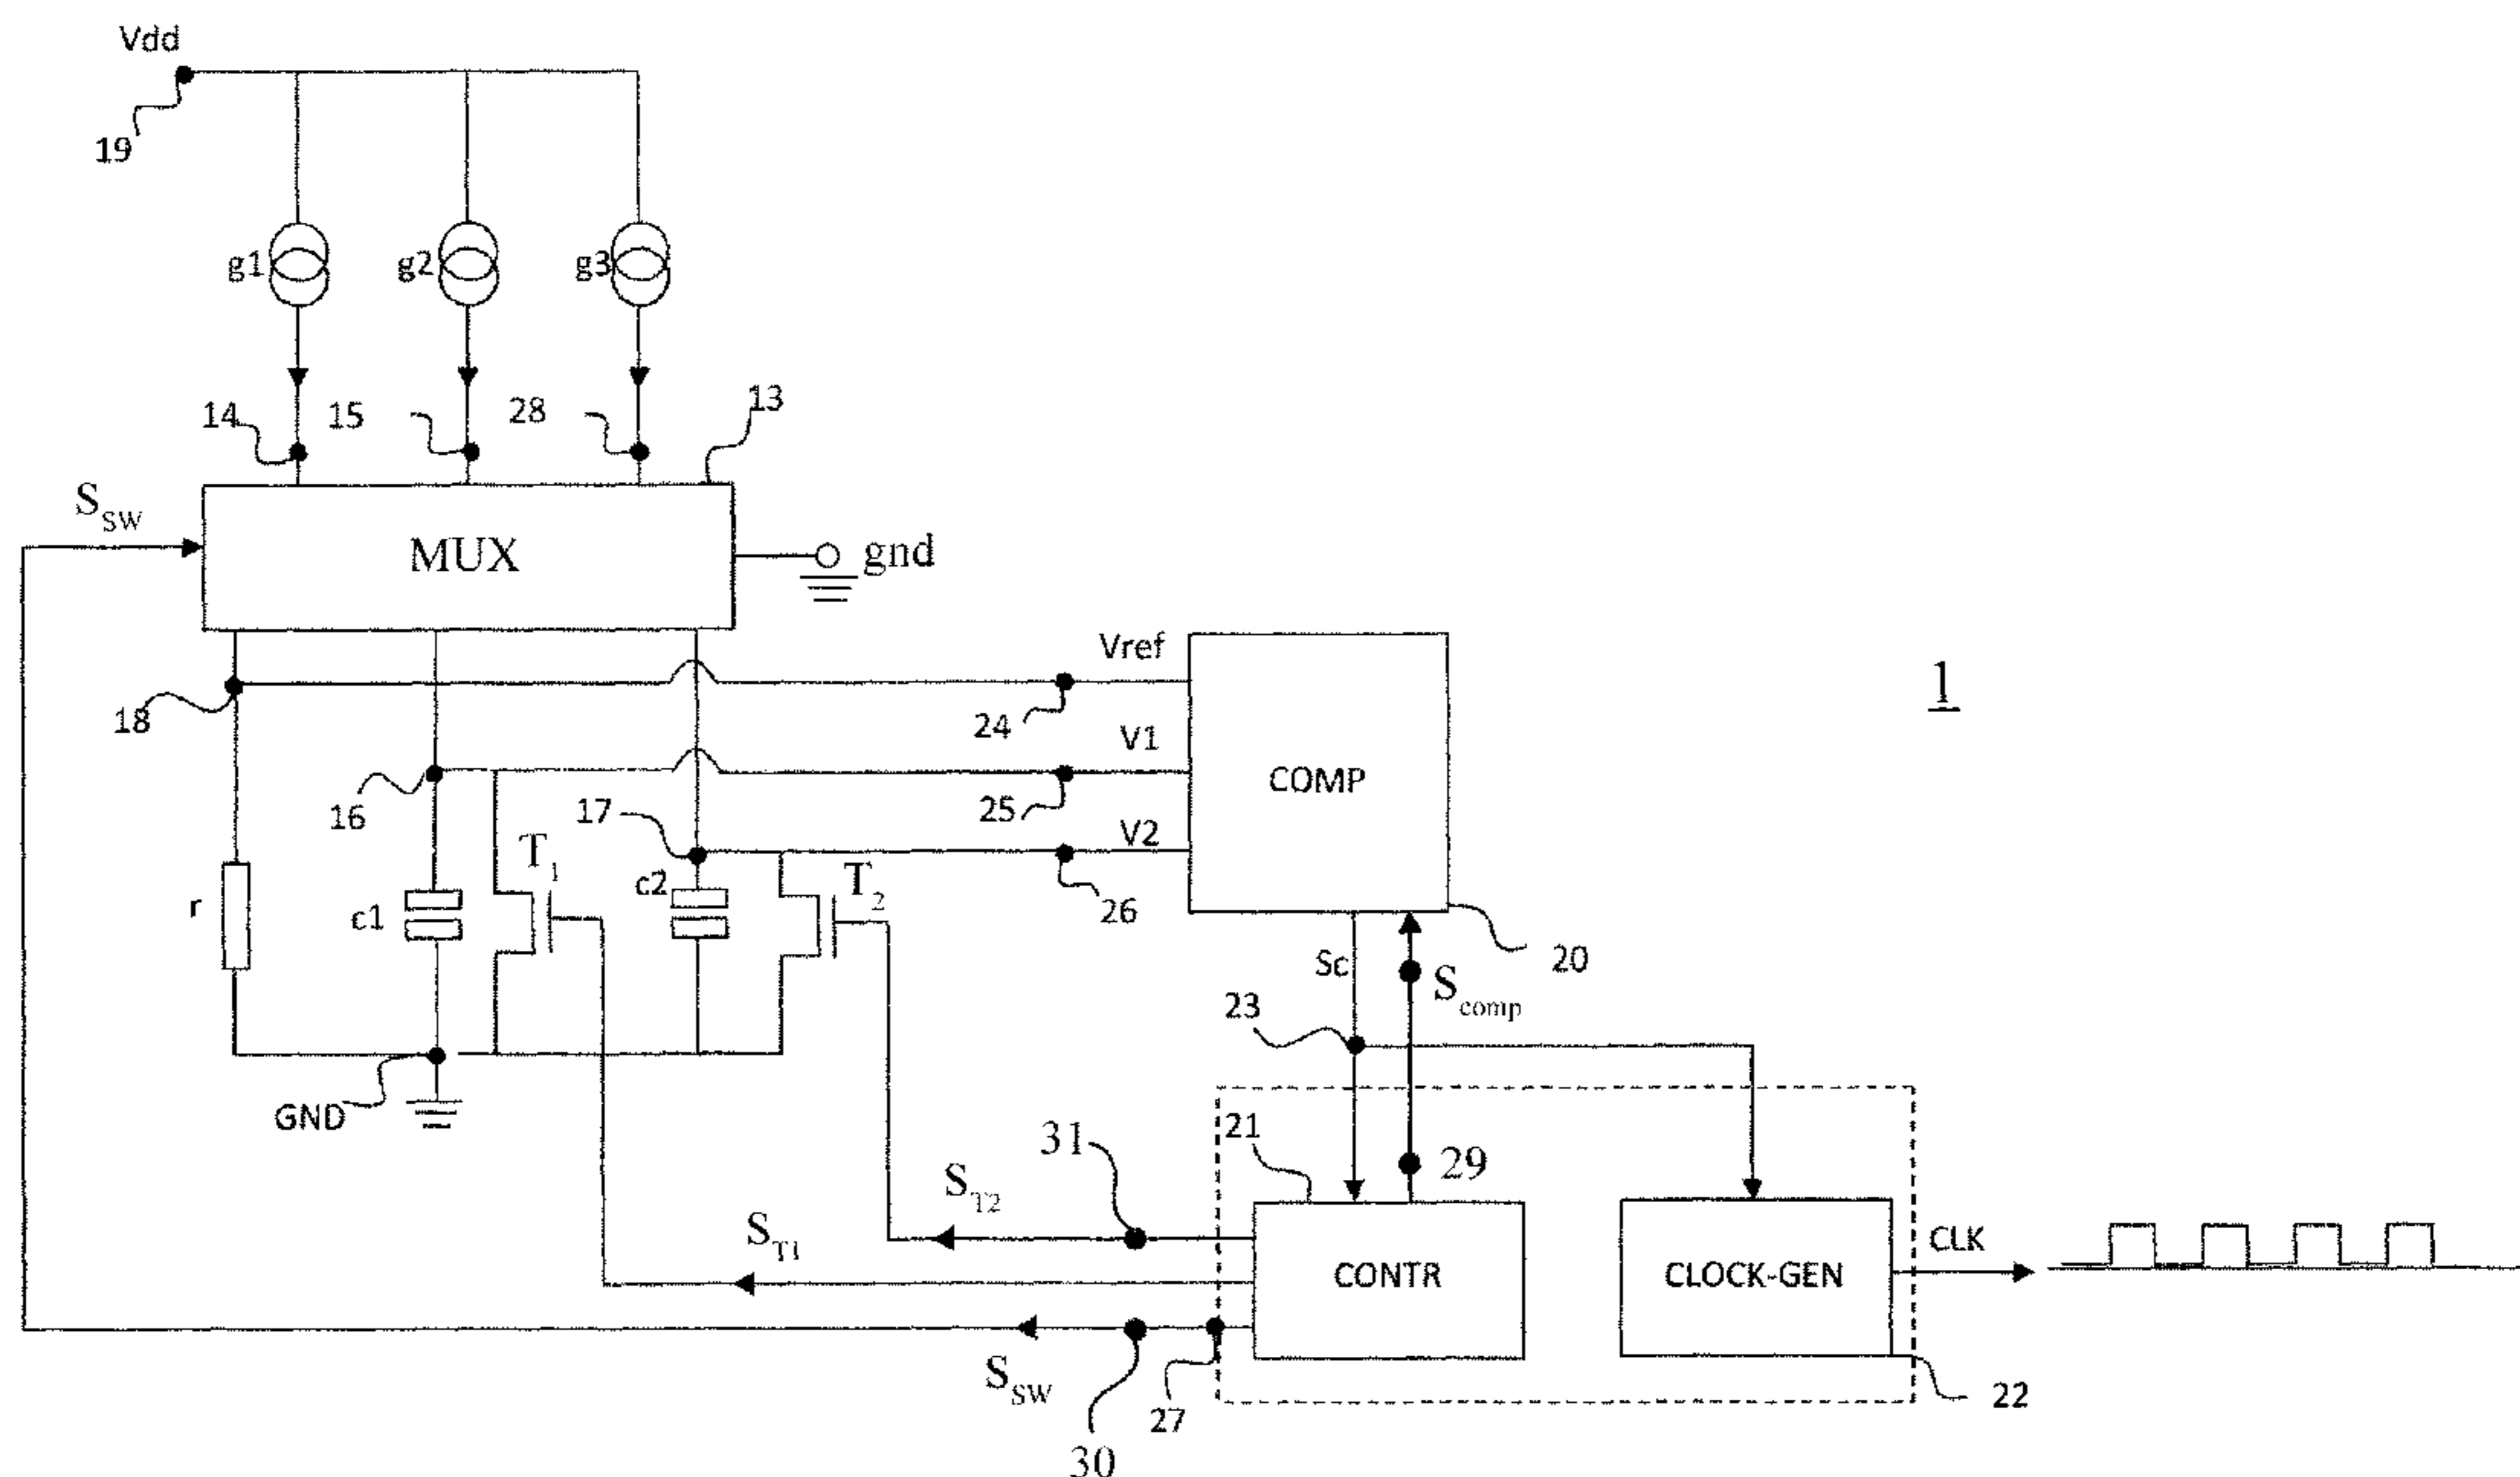 Vdd
19
g1
g2
g3
14
15
28
13
S_SW
MUX
gnd
Vref
18
24
V1
16
25
COMP
17
V2
T_1
c2
T_2
26
r
c1
Sc
S_comp
20
23
1
GND
21
31
29
S_T2
S_T1
CONTR
CLOCK-GEN
CLK
S_SW
27
22
30